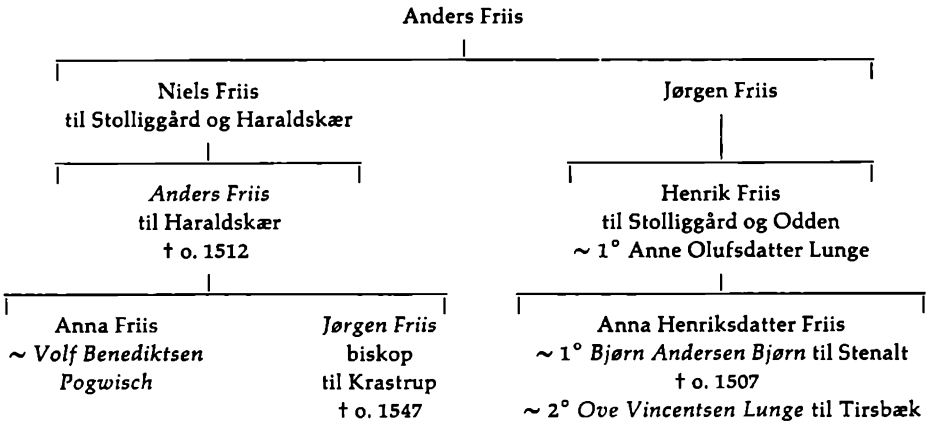 Anders Friis
Niels Friis
til Stolliggård og Haraldskær
Jørgen Friis
Anders Friis
til Haraldskær
† o. 1512
Henrik Friis
til Stolliggård og Odden
~ 1° Anne Olufsdatter Lunge
Anna Friis
~ Volf Benediktsen
Pogwisch
Jørgen Friis
biskop
til Krastrup
† o. 1547
Anna Henriksdatter Friis
~ 1° Bjørn Andersen Bjørn til Stenalt
† o. 1507
~ 2° Ove Vincentsen Lunge til Tirsbæk